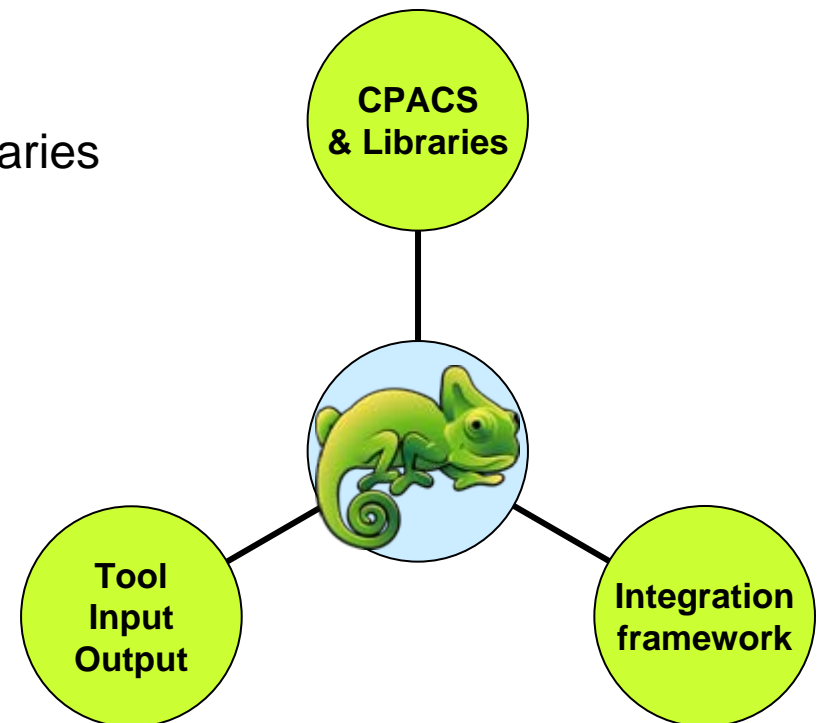 CPACS
& Libraries
aries
Tool
Input
Output
Integration
framework